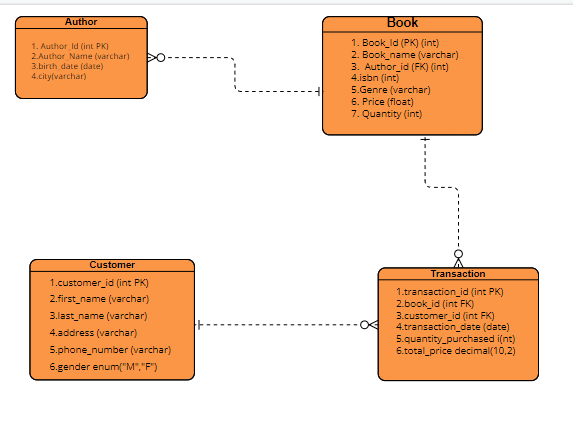 Author
1. Author_Id (int PK)
2.Author_Name (varchar)
3.birth_date (date)
4.city(varchar)
Book
1. Book_Id (PK) (int)
2. Book_name (varchar)
3. Author_id (FK) (int)
4.isbn (int)
5.Genre (varchar)
6. Price (float)
7. Quantity (int)
Customer
1.customer_id (int PK)
2.first_name (varchar)
3.last_name (varchar)
4.address (varchar)
5.phone_number (varchar)
6.gender enum("M","F")
Transaction
1.transaction_id (int PK)
2.book_id (int FK)
3.customer_id (int FK)
4.transaction_date (date)
5.quantity_purchased i(nt)
6.total_price decimal(10,2)